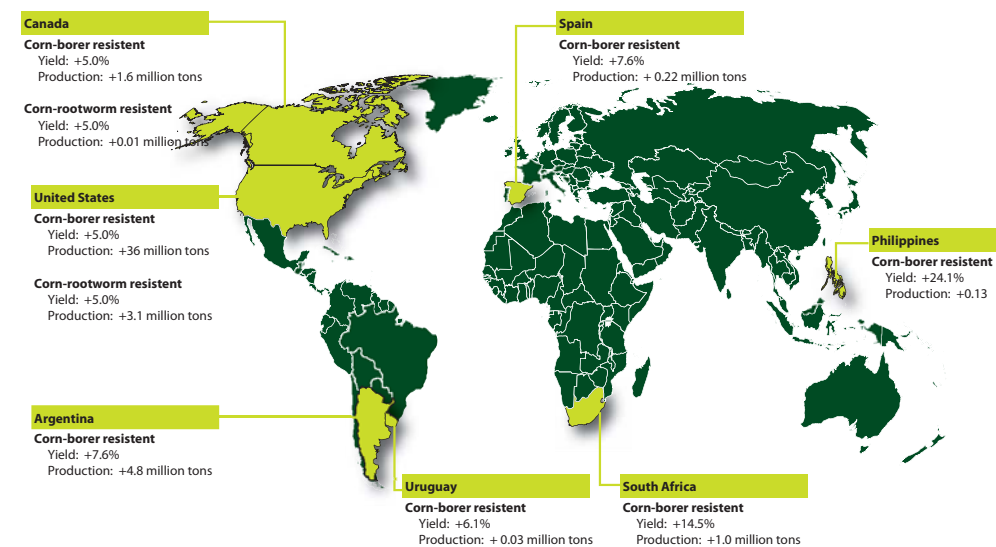 Canada
Corn-borer resistent
Yield: +5.0%
Production: +1.6 million tons
Corn-rootworm resistent
Yield: +5.0%
Production: +0.01 million tons
United States
Corn-borer resistent
Yield: +5.0%
Production: +36 million tons
Corn-rootworm resistent
Yield: +5.0%
Production: +3.1 million tons
Argentina
Corn-borer resistent
Yield: +7.6%
Production: +4.8 million tons
Uruguay
Corn-borer resistent
Yield: +6.1%
Production: + 0.03 million tons
South Africa
Corn-borer resistent
Yield: +14.5%
Production: +1.0 million tons
Spain
Corn-borer resistent
Yield: +7.6%
Production: + 0.22 million tons
Philippines
Corn-borer resistent
Yield: +24.1%
Production: +0.13